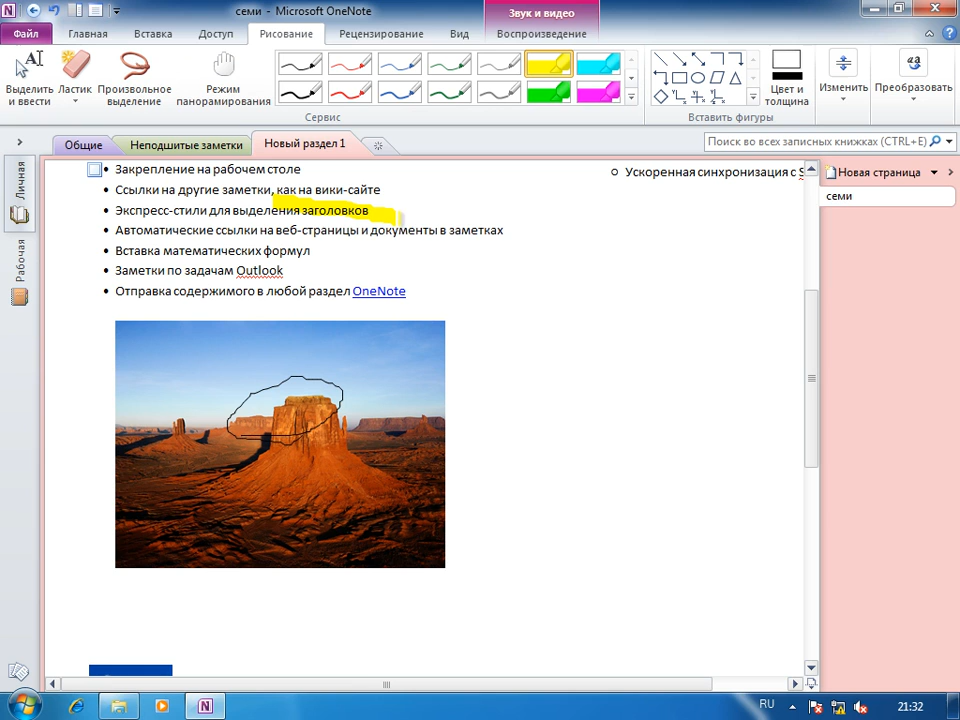 семи - Microsoft OneNote
Звук и видео
Файл
Главная
Вставка
Доступ
Рисование
Рецензирование
Вид
Воспроизведение
Выделить и ввести
Ластик
Произвольное выделение
Режим панорамирования
Цвет и толщина
Изменить
Преобразовать
Сервис
Вставить фигуры
Общие
Неподшитые заметки
Новый раздел 1
Поиск во всех записных книжках (CTRL+E)
Личная
Рабочая
• Закрепление на рабочем столе
• Ссылки на другие заметки, как на вики-сайте
• Экспресс-стили для выделения заголовков
• Автоматические ссылки на веб-страницы и документы в заметках
• Вставка математических формул
• Заметки по задачам Outlook
• Отправка содержимого в любой раздел OneNote
○ Ускоренная синхронизация с S
Новая страница
семи
RU
21:32